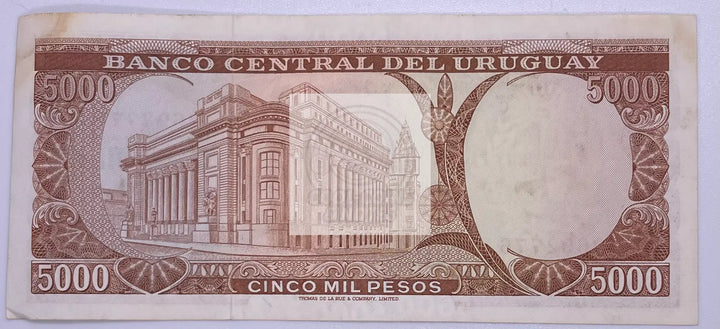 BANCO CENTRAL DEL URUGUAY
5000 5000
5000 CINCO MIL PESOS 5000
THOMAS DE LA RUE & COMPANY, LIMITED